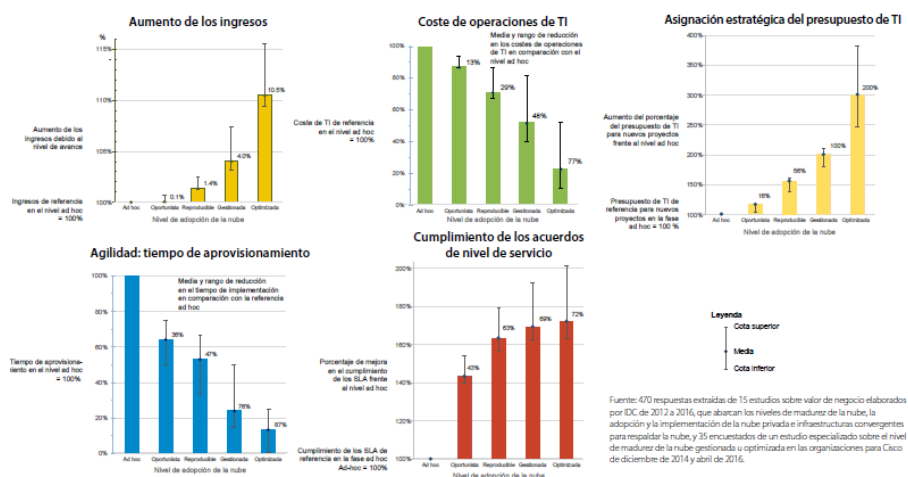 Aumento de los ingresos
%
115%
110%
105%
100%
10.5%
4.0%
1.4%
0.1%
Aumento de los
ingresos debido al
nivel de avance
Ingresos de referencia
en el nivel ad hoc
= 100%
Ad hoc
Oportunista
Reproducible
Gestionada
Optimizada
Nivel de adopción de la nube
Coste de operaciones de TI
Media y rango de reducción
en los costes de operaciones
de TI en comparación con el
nivel ad hoc
100%
80%
60%
40%
20%
0%
13%
29%
48%
77%
Coste de TI de referencia
en el nivel ad hoc
= 100%
Ad hoc
Oportunista
Reproducible
Gestionada
Optimizada
Nivel de adopción de la nube
Asignación estratégica del presupuesto de TI
400%
350%
300%
250%
200%
150%
100%
16%
56%
100%
200%
Aumento del porcentaje
del presupuesto de TI
para nuevos proyectos
frente al nivel ad hoc
Presupuesto de TI de
referencia para nuevos
proyectos en la fase
ad hoc = 100 %
Ad hoc
Oportunista
Reproducible
Gestionada
Optimizada
Nivel de adopción de la nube
Agilidad: tiempo de aprovisionamiento
Media y rango de reducción
en el tiempo de implementación
en comparación con la referencia
ad hoc
100%
80%
60%
40%
20%
0%
36%
47%
76%
87%
Tiempo de aprovisiona-
tiento en el nivel ad hoc
= 100%
Ad hoc
Oportunista
Reproducible
Gestionada
Optimizada
Nivel de adopción de la nube
Cumplimiento de los acuerdos
de nivel de servicio
200%
180%
160%
140%
100%
43%
63%
69%
72%
Porcentaje de mejora
en el cumplimiento
de los SLA frente
al nivel ad hoc
Cumplimiento de los SLA de
referencia en la fase ad hoc
Ad-hoc = 100%
Ad hoc
Oportunista
Reproducible
Gestionada
Optimizada
Nivel de adopción de la nube
Leyenda
Cota superior
Media
Cota inferior
Fuente: 470 respuestas extraídas de 15 estudios sobre valor de negocio elaborados
por IDC de 2012 a 2016, que abarcan los niveles de madurez de la nube, la
adopción y la implementación de la nube privada e infraestructuras convergentes
para respaldar la nube, y 35 encuestados de un estudio especializado sobre el nivel
de madurez de la nube gestionada u optimizada en las organizaciones para Cisco
de diciembre de 2014 y abril de 2016.